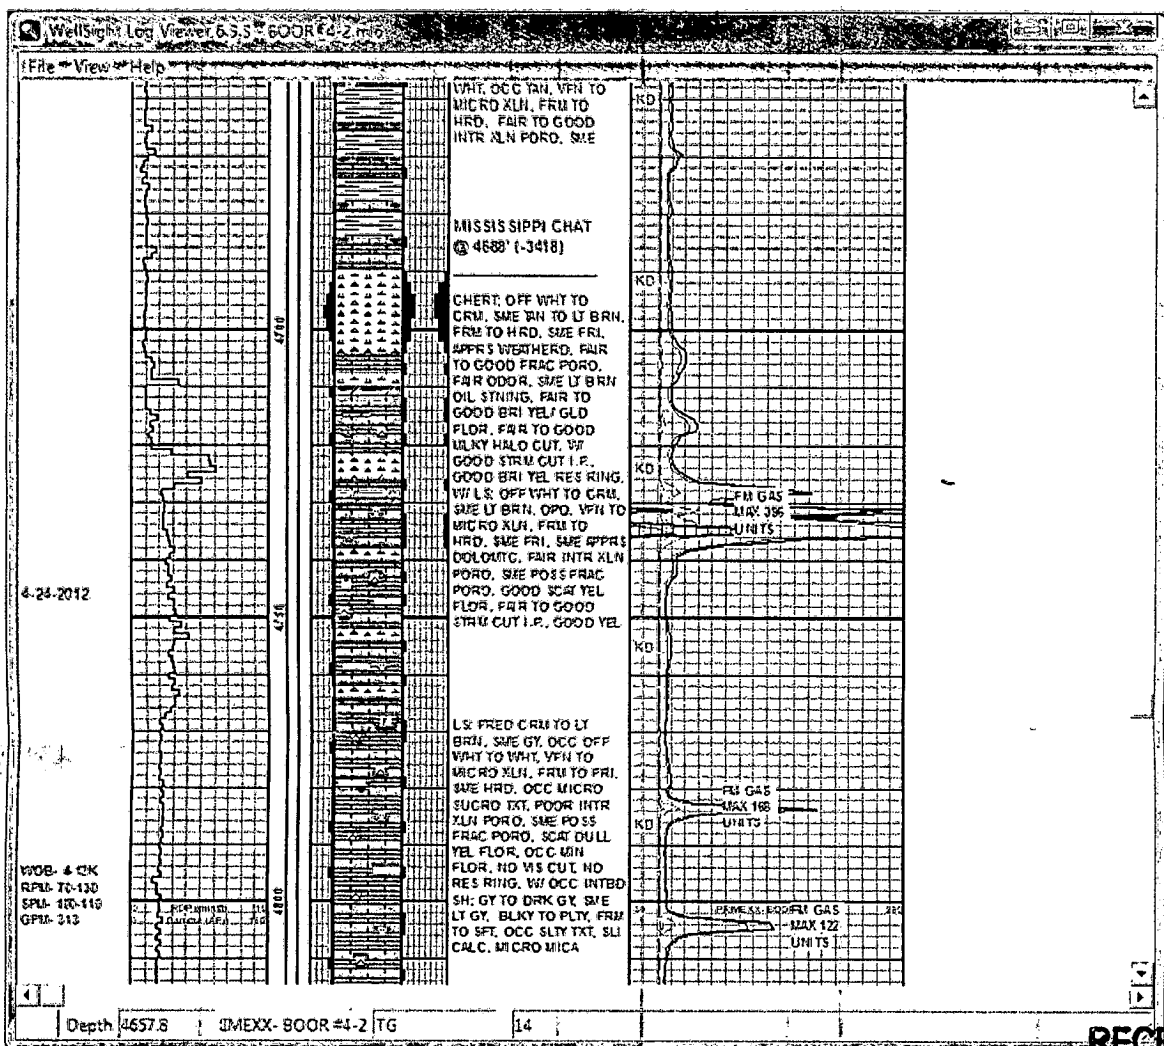 WellSight Log Viewer 6.9.5 - BOOR #4-2.mlb
File View Help
WHT, OCC TAN, VFN TO
MICRO XLN, FRM TO
HRD, FAIR TO GOOD
INTR XLN PORO, SME
MISSISSIPPI CHAT
@ 4688' (-3418)
CHERT: OFF WHT TO
CRM, SME TAN TO LT BRN,
FRM TO HRD, SME FRI,
APPRS WEATHERD, FAIR
TO GOOD FRAC PORO,
FAIR ODOR, SME LT BRN
OIL STNING, FAIR TO
GOOD BRI YEL/ GLD
FLOR, FAIR TO GOOD
MLKY HALO CUT, W/
GOOD STRM CUT I.P.,
GOOD BRI YEL RES RING.
W/ LS: OFF WHT TO CRM,
SME LT BRN, OPQ, VFN TO
MICRO XLN, FRM TO
HRD, SME FRI, SME APPRS
DOLOMTC, FAIR INTR XLN
PORO, SME POSS FRAC
PORO, GOOD SCAT YEL
FLOR, FAIR TO GOOD
STRM CUT I.P., GOOD YEL
LS: PRED CRM TO LT
BRN, SME GY, OCC OFF
WHT TO WHT, VFN TO
MICRO XLN, FRM TO FRI,
SME HRD, OCC MICRO
SUCRO TXT, POOR INTR
XLN PORO, SME POSS
FRAC PORO, SCAT DULL
YEL FLOR, OCC MIN
FLOR, NO VIS CUT, NO
RES RING, W/ OCC INTBD
SH: GY TO DRK GY, SME
LT GY, BLKY TO PLTY, FRM
TO SFT, OCC SLTY TXT, SLI
CALC, MICRO MICA
4700
4750
4800
4-24-2012
WOB- 4-12K
RPM- 70-130
SPM- 100-110
GPM- 313
KD
KD
KD
FM GAS
MAX 396
UNITS
KD
FM GAS
MAX 168
UNITS
KD
FM GAS
MAX 122
UNITS
Depth 4657.8 IMEXX- BOOR #4-2 TG 14